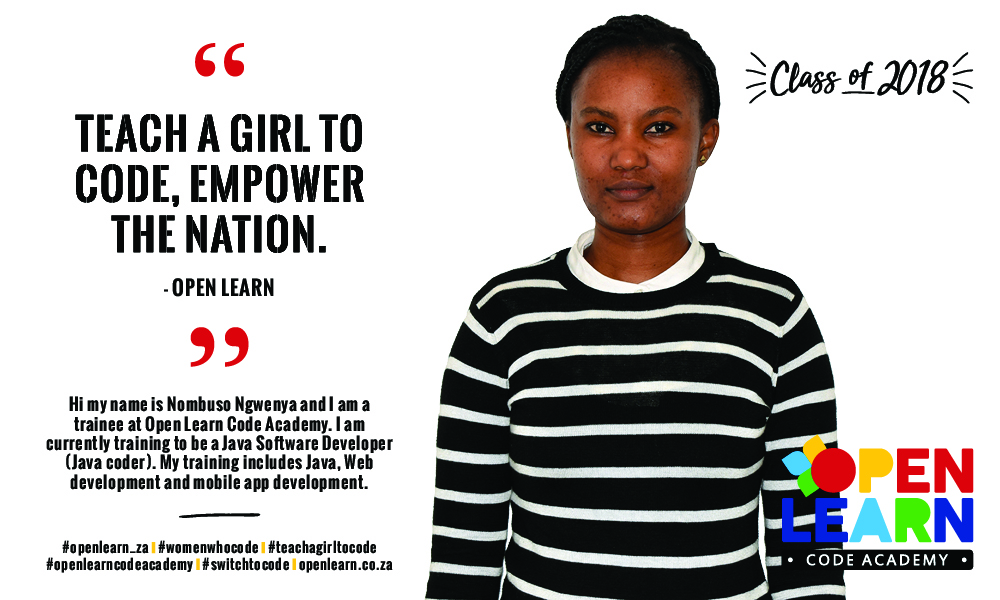 “
TEACH A GIRL TO
CODE, EMPOWER
THE NATION.
- OPEN LEARN
”
Hi my name is Nombuso Ngwenya and I am a
trainee at Open Learn Code Academy. I am
currently training to be a Java Software Developer
(Java coder). My training includes Java, Web
development and mobile app development.
#openlearn_za | #womenwhocode | #teachagirltocode
#openlearncodeacademy | #switchtocode | openlearn.co.za
Class of 2018
OPEN
LEARN
• CODE ACADEMY •